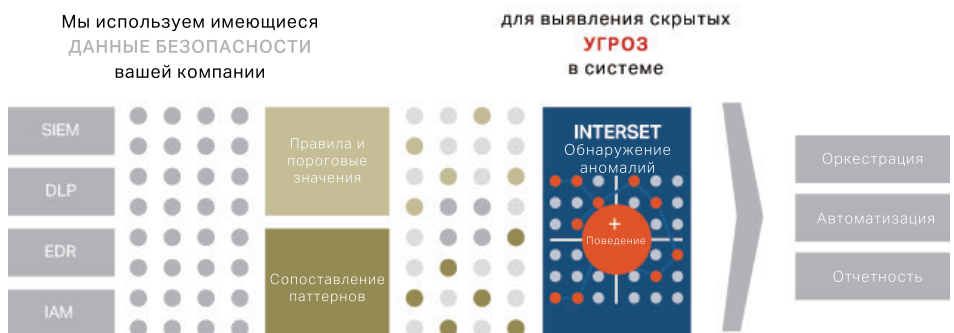 Мы используем имеющиеся
ДАННЫЕ БЕЗОПАСНОСТИ
вашей компании
для выявления скрытых
УГРОЗ
в системе
SIEM
DLP
EDR
IAM
Правила и
пороговые
значения
Сопоставление
паттернов
INTERSET
Обнаружение
аномалий
+
Поведение
Оркестрация
Автоматизация
Отчетность